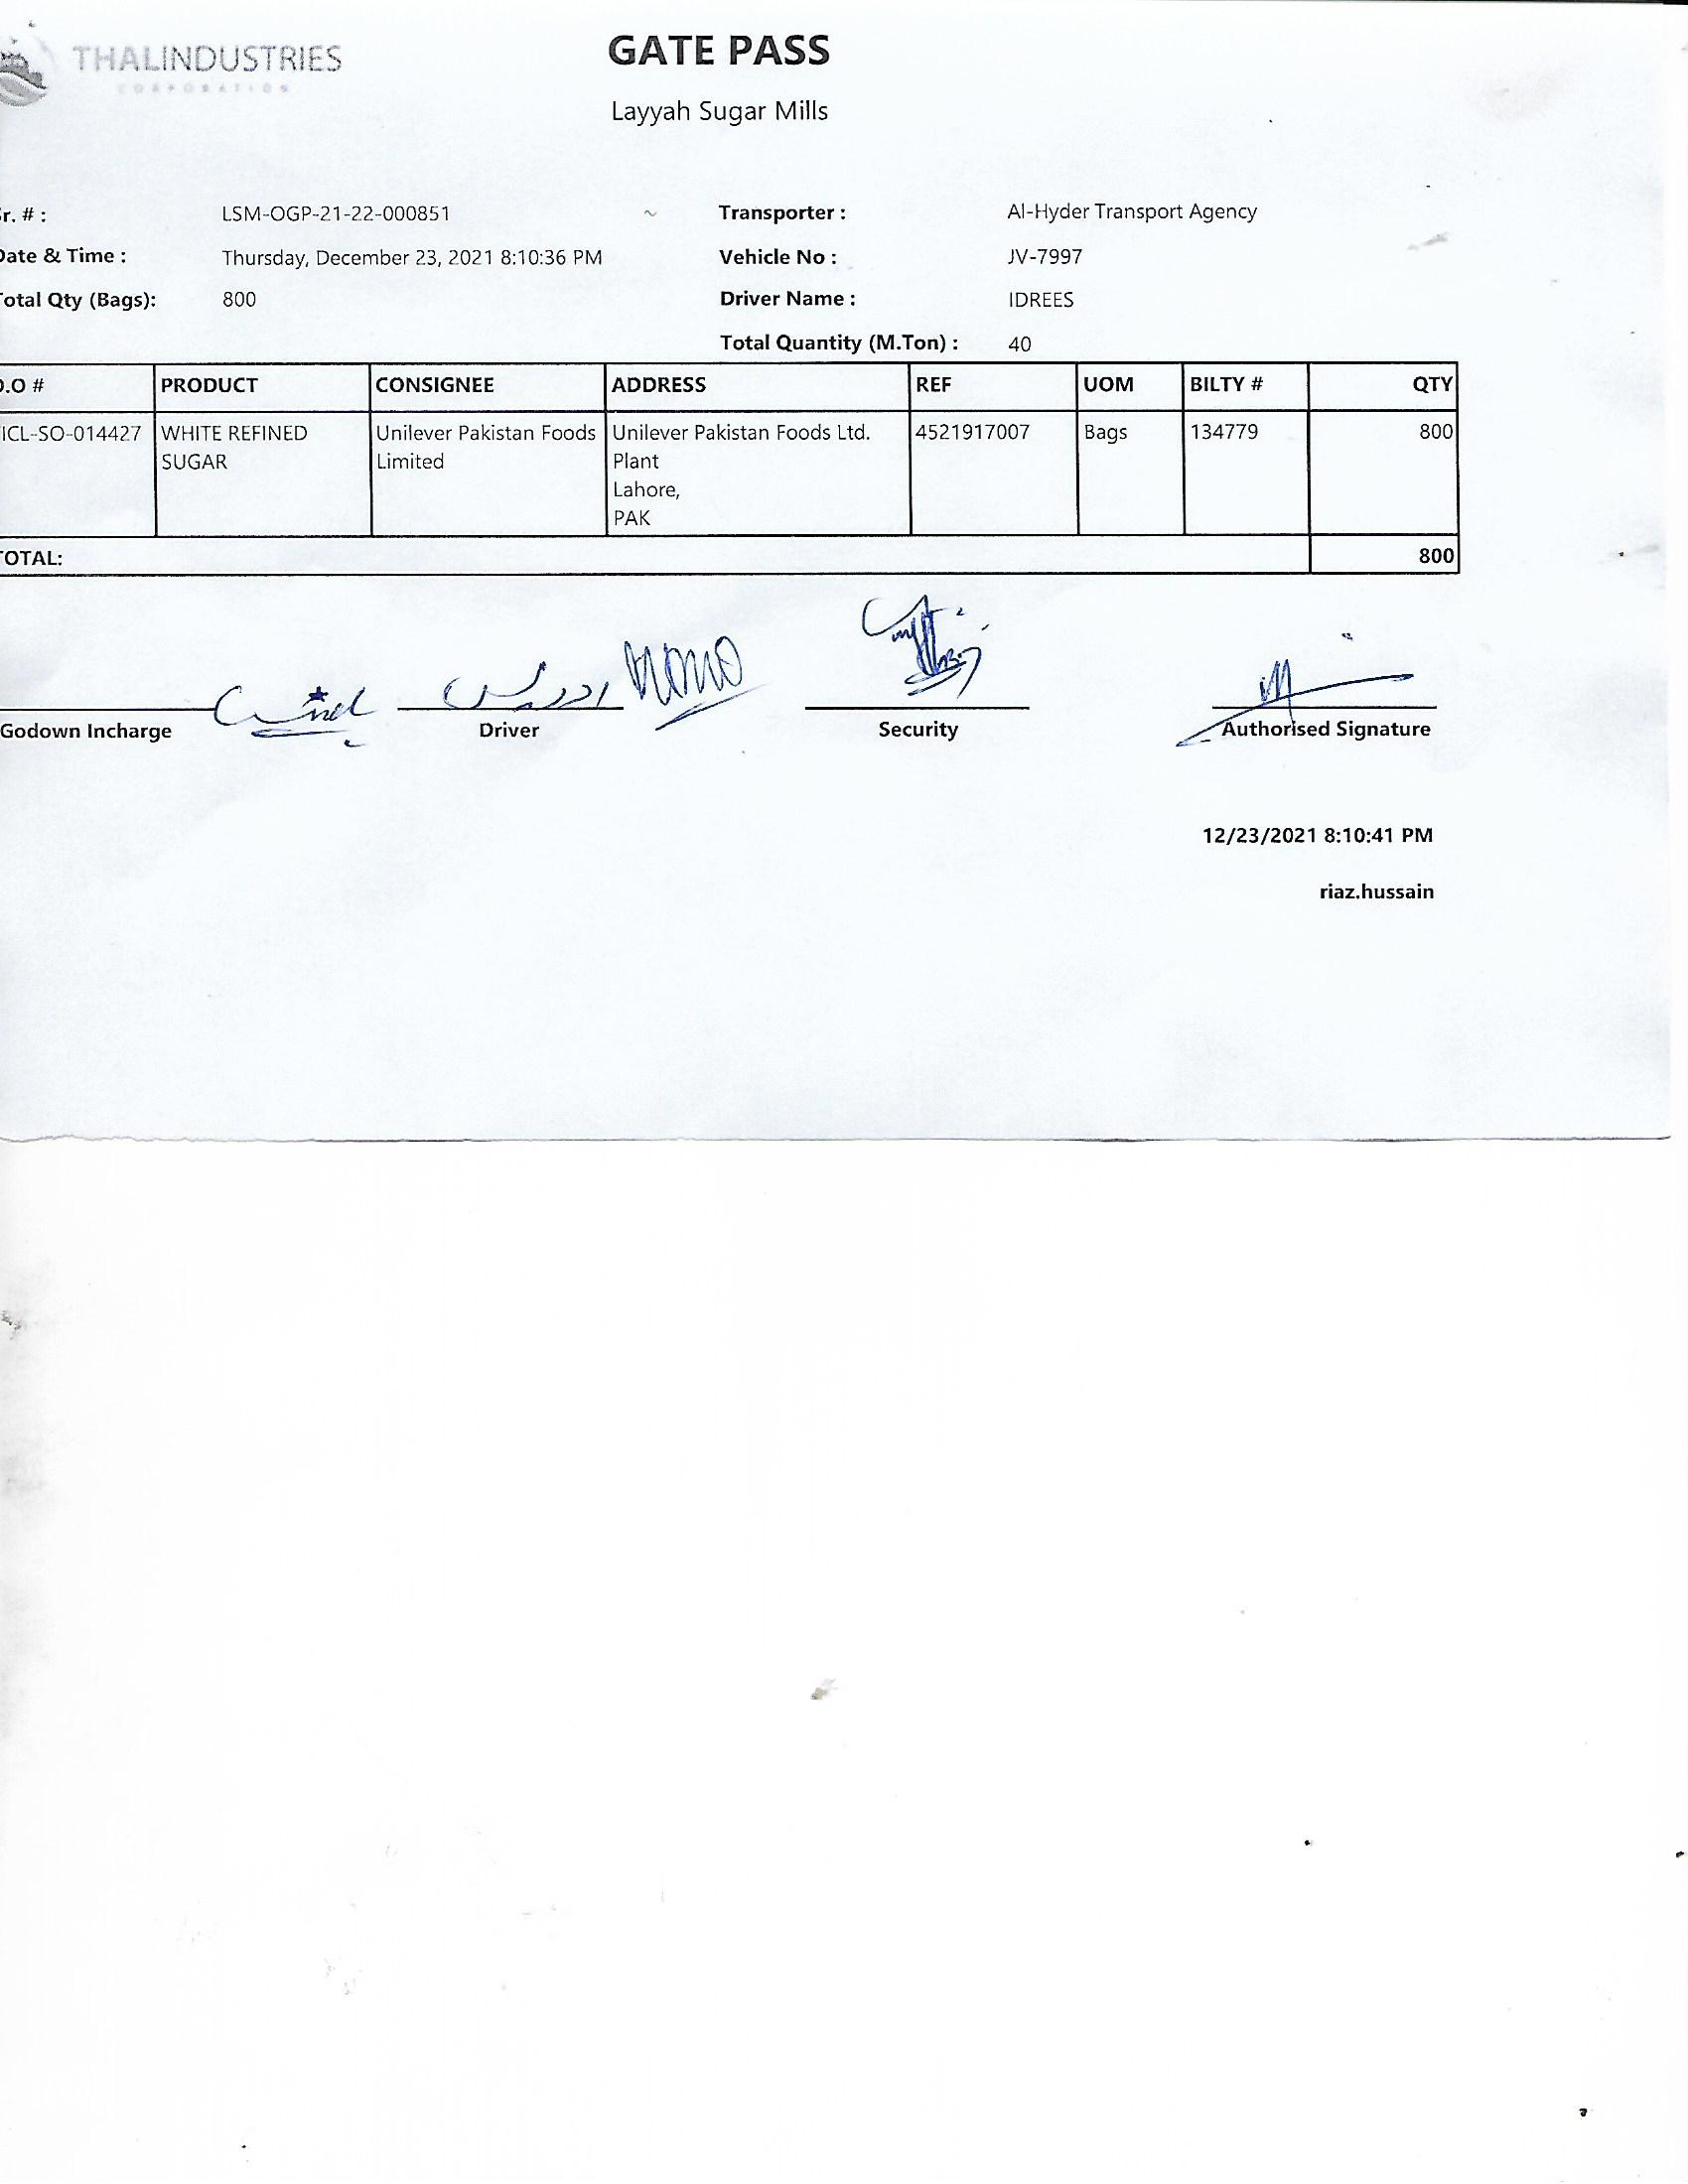 THALINDUSTRIES
CORPORATION
GATE PASS
Layyah Sugar Mills
r. # : LSM-OGP-21-22-000851 Transporter : Al-Hyder Transport Agency
Date & Time : Thursday, December 23, 2021 8:10:36 PM Vehicle No : JV-7997
Total Qty (Bags): 800 Driver Name : IDREES
Total Quantity (M.Ton) : 40
D.O # PRODUCT CONSIGNEE ADDRESS REF UOM BILTY # QTY
ICL-SO-014427 WHITE REFINED Unilever Pakistan Foods Unilever Pakistan Foods Ltd. 4521917007 Bags 134779 800
SUGAR Limited Plant
Lahore,
PAK
TOTAL: 800
ادریس
Godown Incharge Driver Security Authorised Signature
12/23/2021 8:10:41 PM
riaz.hussain